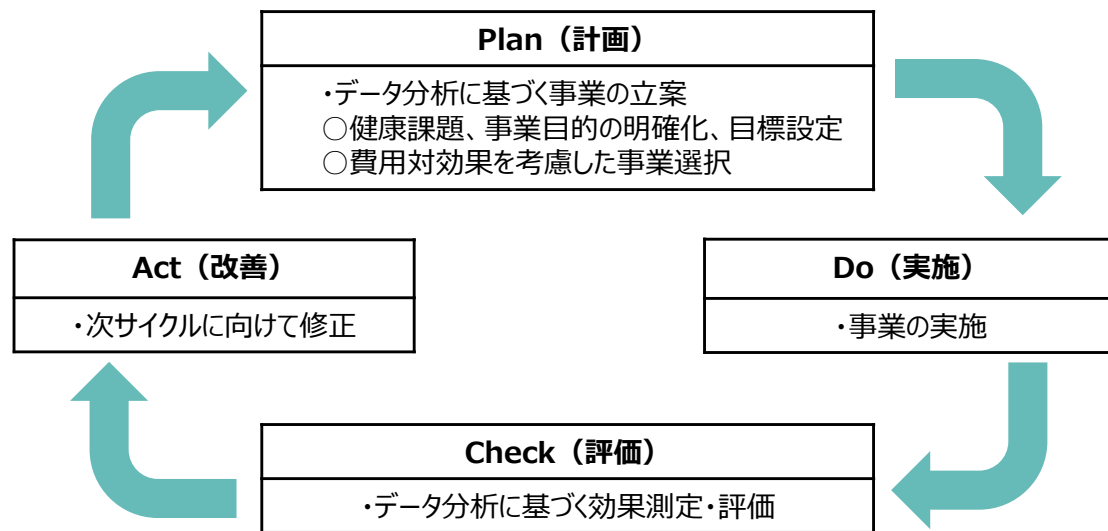 Plan（計画）
・データ分析に基づく事業の立案
○健康課題、事業目的の明確化、目標設定
○費用対効果を考慮した事業選択
Act（改善）
・次サイクルに向けて修正
Do（実施）
・事業の実施
Check（評価）
・データ分析に基づく効果測定・評価